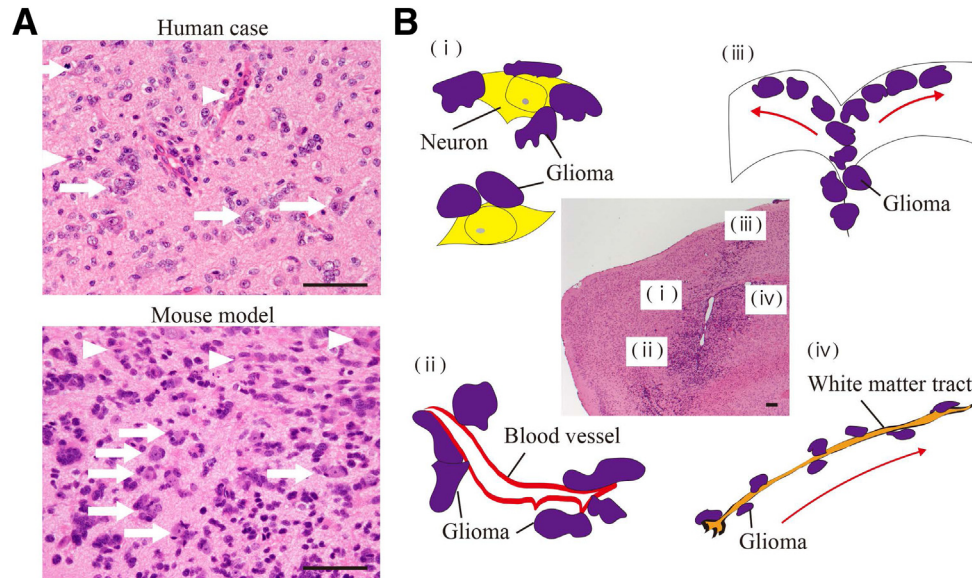 A
Human case
Mouse model
B
(i)
Neuron
Glioma
Glioma
(ii)
Blood vessel
Glioma
(iii)
Glioma
(iv)
White matter tract
Glioma
(iii)
(i)
(iv)
(ii)